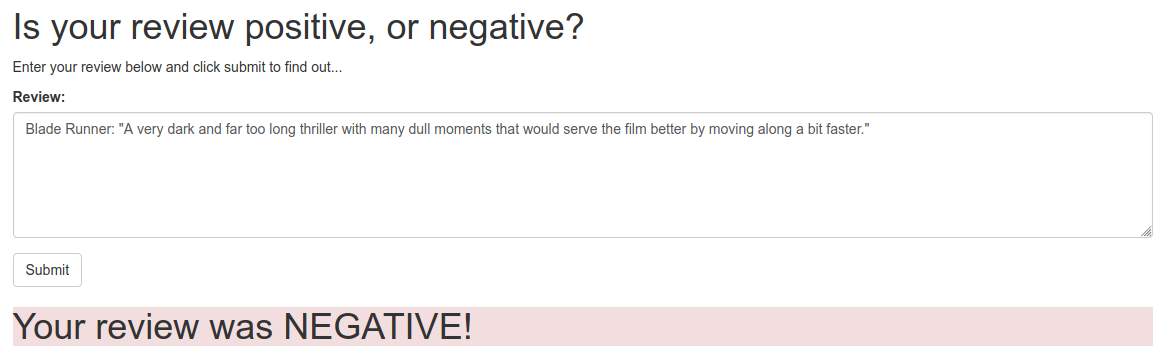 Is your review positive, or negative?
Enter your review below and click submit to find out...
Review:
Blade Runner: "A very dark and far too long thriller with many dull moments that would serve the film better by moving along a bit faster."
Submit
Your review was NEGATIVE!